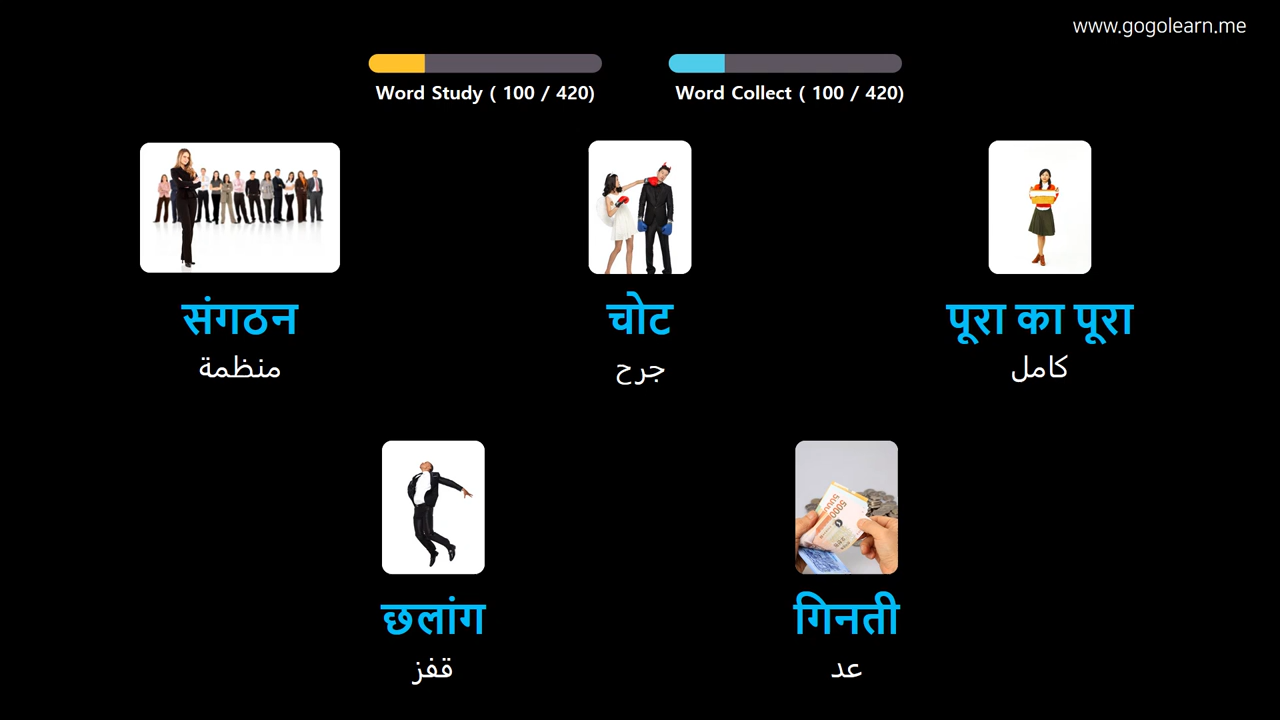 www.gogolearn.me
Word Study ( 100 / 420)
Word Collect ( 100 / 420)
संगठन
منظمة
चोट
جرح
पूरा का पूरा
كامل
छलांग
قفز
गिनती
عد